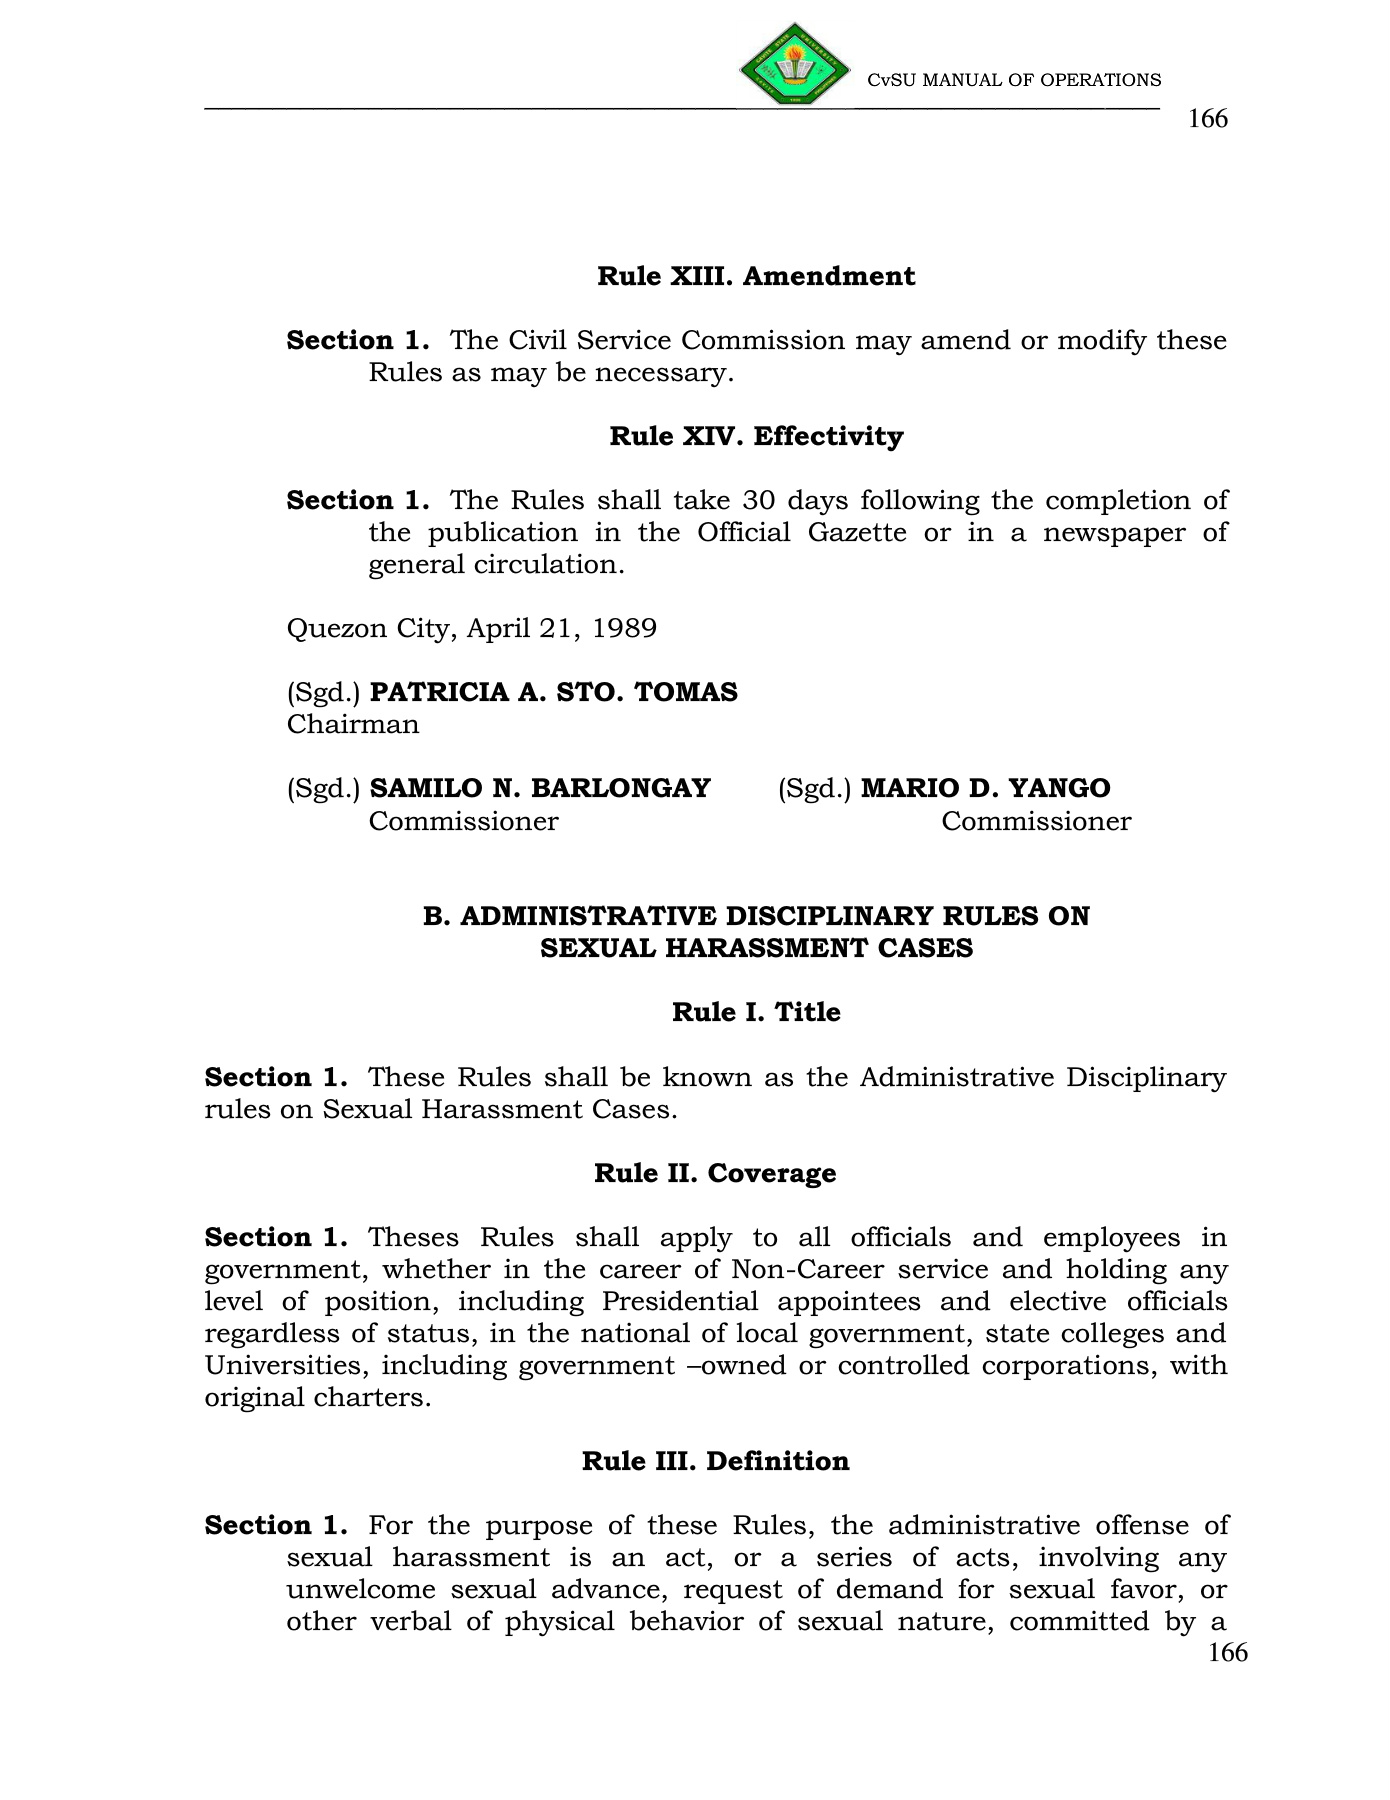 CvSU MANUAL OF OPERATIONS
166
Rule XIII. Amendment
Section 1. The Civil Service Commission may amend or modify these
Rules as may be necessary.
Rule XIV. Effectivity
Section 1. The Rules shall take 30 days following the completion of
the publication in the Official Gazette or in a newspaper of
general circulation.
Quezon City, April 21, 1989
(Sgd.) PATRICIA A. STO. TOMAS
Chairman
(Sgd.) SAMILO N. BARLONGAY (Sgd.) MARIO D. YANGO
Commissioner Commissioner
B. ADMINISTRATIVE DISCIPLINARY RULES ON
SEXUAL HARASSMENT CASES
Rule I. Title
Section 1. These Rules shall be known as the Administrative Disciplinary
rules on Sexual Harassment Cases.
Rule II. Coverage
Section 1. Theses Rules shall apply to all officials and employees in
government, whether in the career of Non-Career service and holding any
level of position, including Presidential appointees and elective officials
regardless of status, in the national of local government, state colleges and
Universities, including government –owned or controlled corporations, with
original charters.
Rule III. Definition
Section 1. For the purpose of these Rules, the administrative offense of
sexual harassment is an act, or a series of acts, involving any
unwelcome sexual advance, request of demand for sexual favor, or
other verbal of physical behavior of sexual nature, committed by a
166